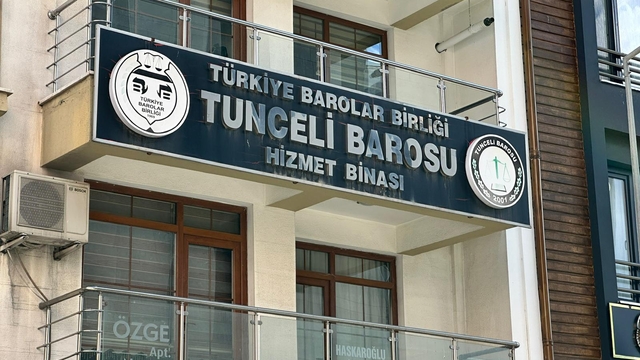 TÜRKİYE BAROLAR BİRLİĞİ
TUNCELİ BAROSU
HİZMET BİNASI
TÜRKİYE
BAROLAR
BİRLİĞİ
TUNCELİ BAROSU
2001
ÖZGE
Apt.
HASKAROĞLU